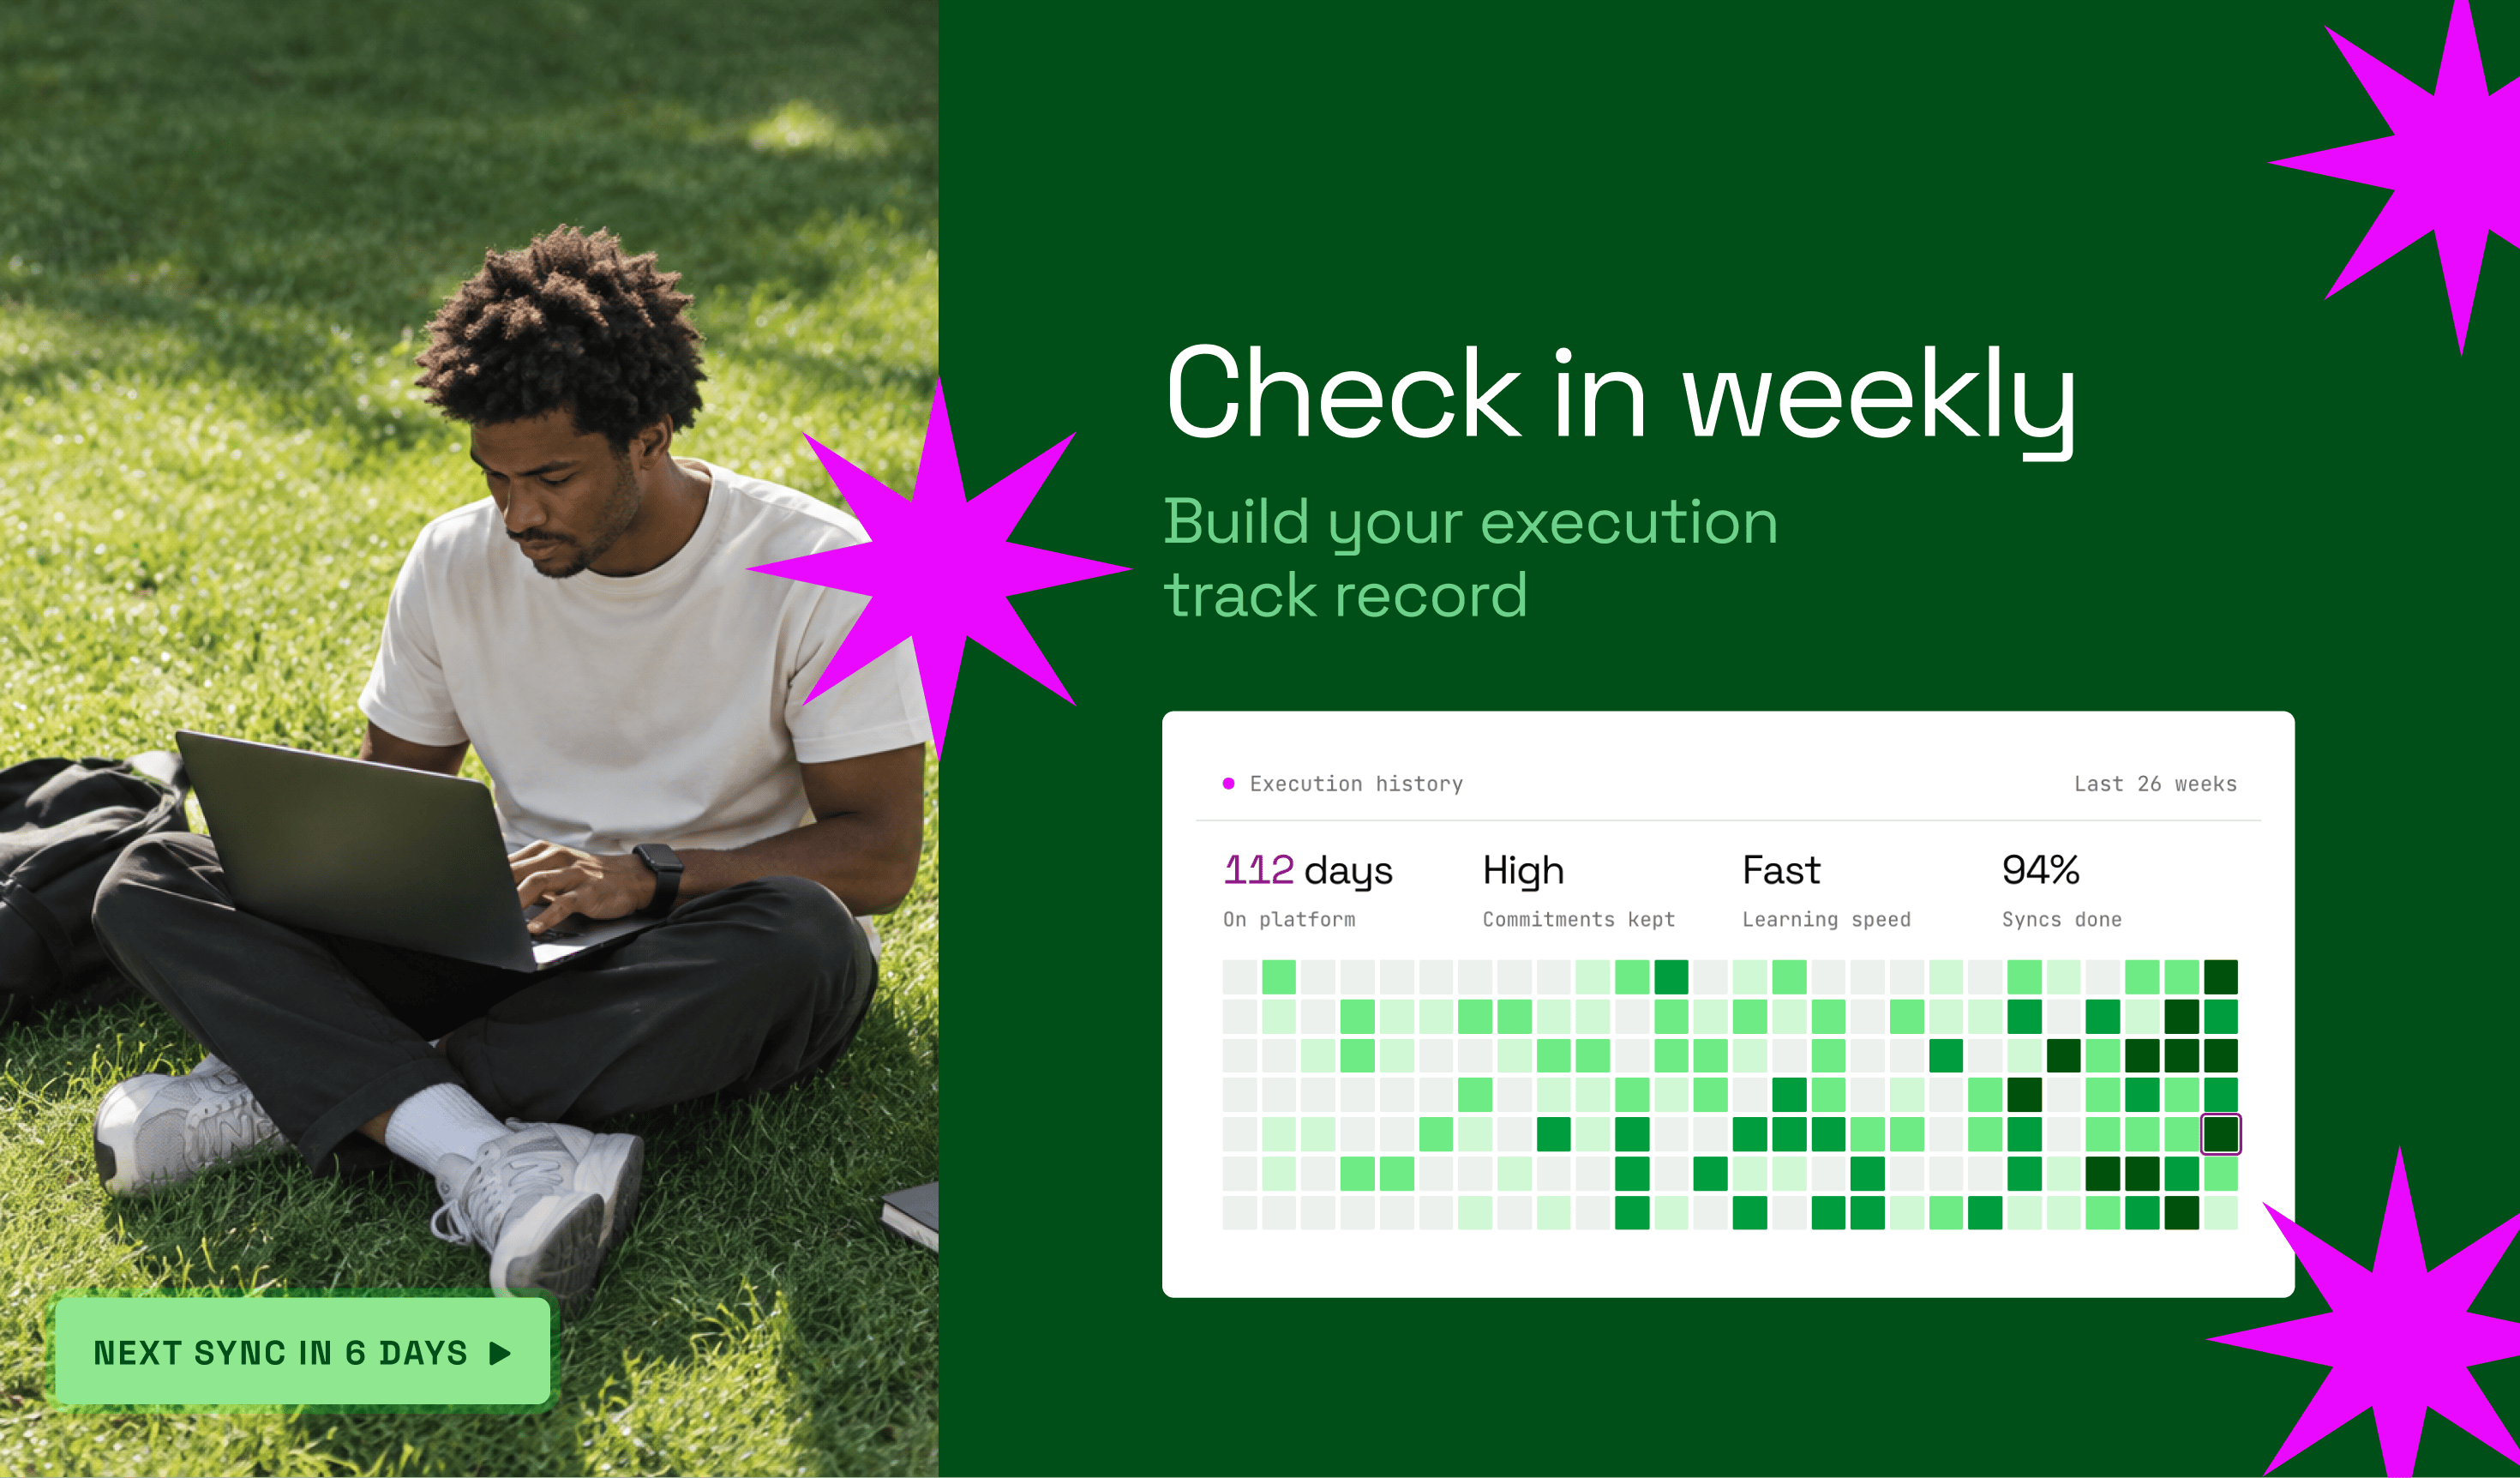 Check in weekly
Build your execution
track record
Execution history
Last 26 weeks
112 days
On platform
High
Commitments kept
Fast
Learning speed
94%
Syncs done
NEXT SYNC IN 6 DAYS